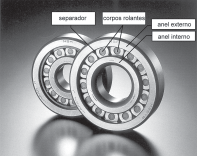 separador
corpos rolantes
anel externo
anel interno